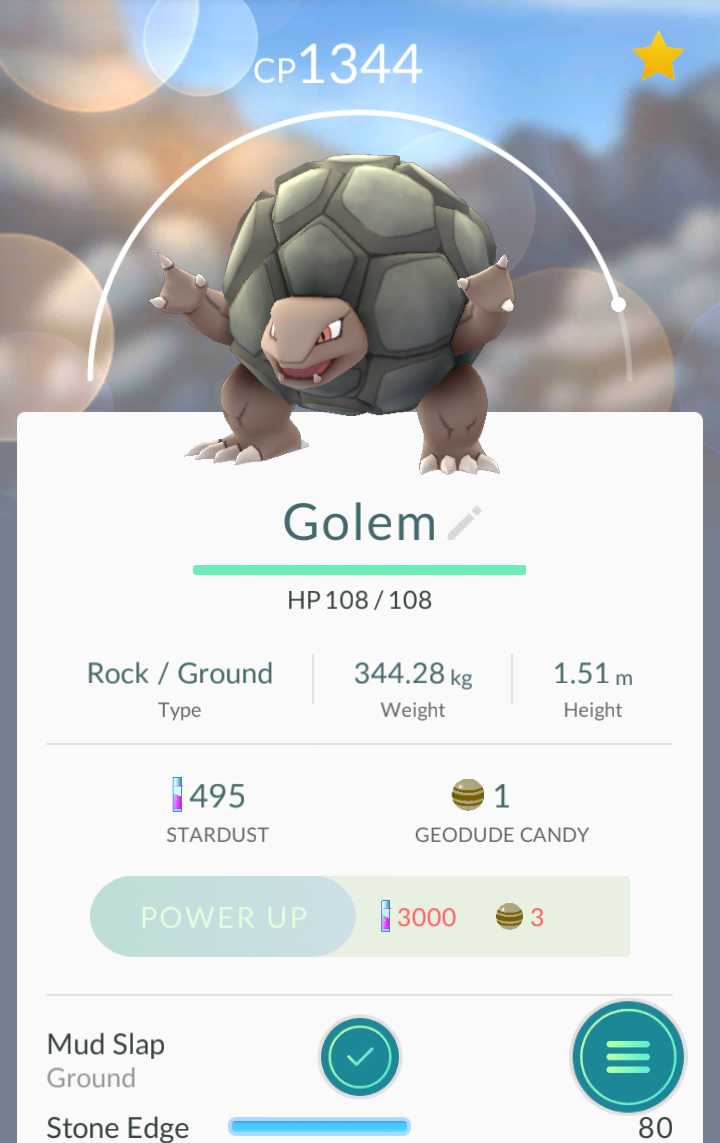 CP1344
Golem
HP 108 / 108
Rock / Ground 344.28 kg 1.51 m
Type Weight Height
495 1
STARDUST GEODUDE CANDY
POWER UP 3000 3
Mud Slap
Ground
Stone Edge 80